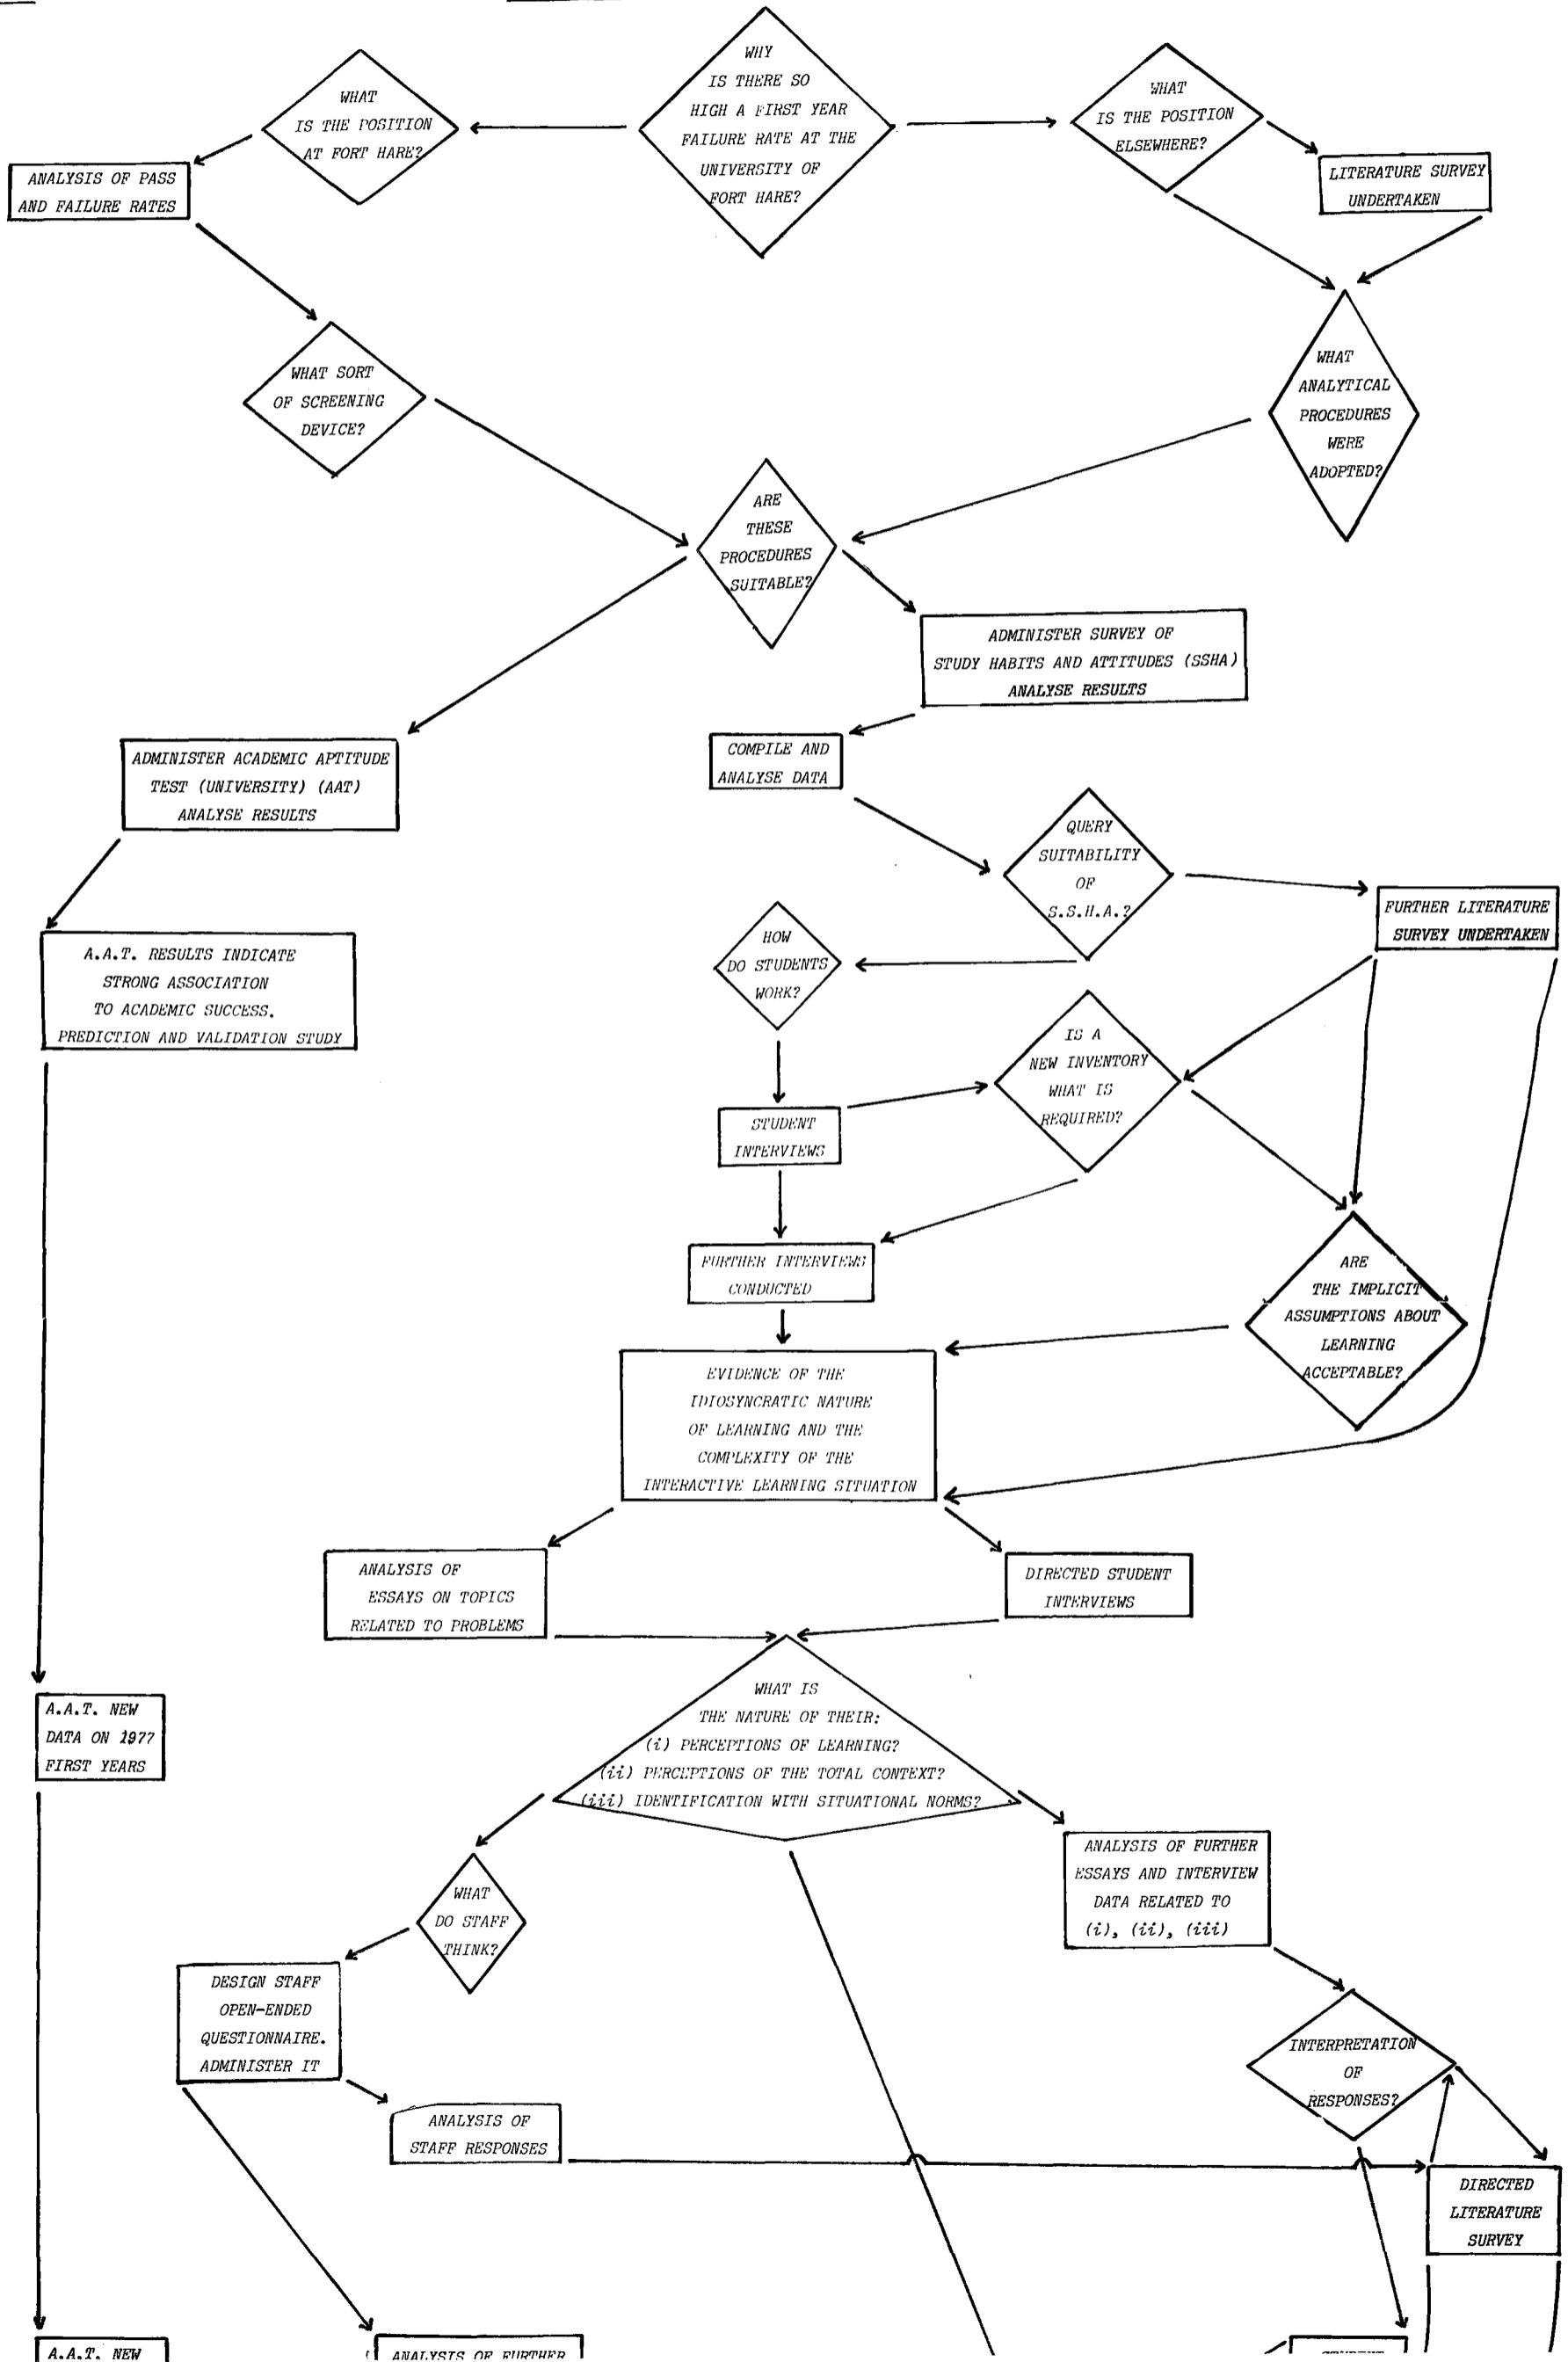 WHY
IS THERE SO
HIGH A FIRST YEAR
FAILURE RATE AT THE
UNIVERSITY OF
FORT HARE?
WHAT
IS THE POSITION
AT FORT HARE?
WHAT
IS THE POSITION
ELSEWHERE?
ANALYSIS OF PASS
AND FAILURE RATES
LITERATURE SURVEY
UNDERTAKEN
WHAT SORT
OF SCREENING
DEVICE?
WHAT
ANALYTICAL
PROCEDURES
WERE
ADOPTED?
ARE
THESE
PROCEDURES
SUITABLE?
ADMINISTER SURVEY OF
STUDY HABITS AND ATTITUDES (SSHA)
ANALYSE RESULTS
ADMINISTER ACADEMIC APTITUDE
TEST (UNIVERSITY) (AAT)
ANALYSE RESULTS
COMPILE AND
ANALYSE DATA
QUERY
SUITABILITY
OF
S.S.H.A.?
FURTHER LITERATURE
SURVEY UNDERTAKEN
HOW
DO STUDENTS
WORK?
A.A.T. RESULTS INDICATE
STRONG ASSOCIATION
TO ACADEMIC SUCCESS.
PREDICTION AND VALIDATION STUDY
IS A
NEW INVENTORY
WHAT IS
REQUIRED?
STUDENT
INTERVIEWS
FURTHER INTERVIEWS
CONDUCTED
ARE
THE IMPLICIT
ASSUMPTIONS ABOUT
LEARNING
ACCEPTABLE?
EVIDENCE OF THE
IDIOSYNCRATIC NATURE
OF LEARNING AND THE
COMPLEXITY OF THE
INTERACTIVE LEARNING SITUATION
ANALYSIS OF
ESSAYS ON TOPICS
RELATED TO PROBLEMS
DIRECTED STUDENT
INTERVIEWS
A.A.T. NEW
DATA ON 1977
FIRST YEARS
WHAT IS
THE NATURE OF THEIR:
(i) PERCEPTIONS OF LEARNING?
(ii) PERCEPTIONS OF THE TOTAL CONTEXT?
(iii) IDENTIFICATION WITH SITUATIONAL NORMS?
ANALYSIS OF FURTHER
ESSAYS AND INTERVIEW
DATA RELATED TO
(i), (ii), (iii)
WHAT
DO STAFF
THINK?
DESIGN STAFF
OPEN-ENDED
QUESTIONNAIRE.
ADMINISTER IT
INTERPRETATION
OF
RESPONSES?
ANALYSIS OF
STAFF RESPONSES
DIRECTED
LITERATURE
SURVEY
A.A.T. NEW
ANALYSIS OF FURTHER